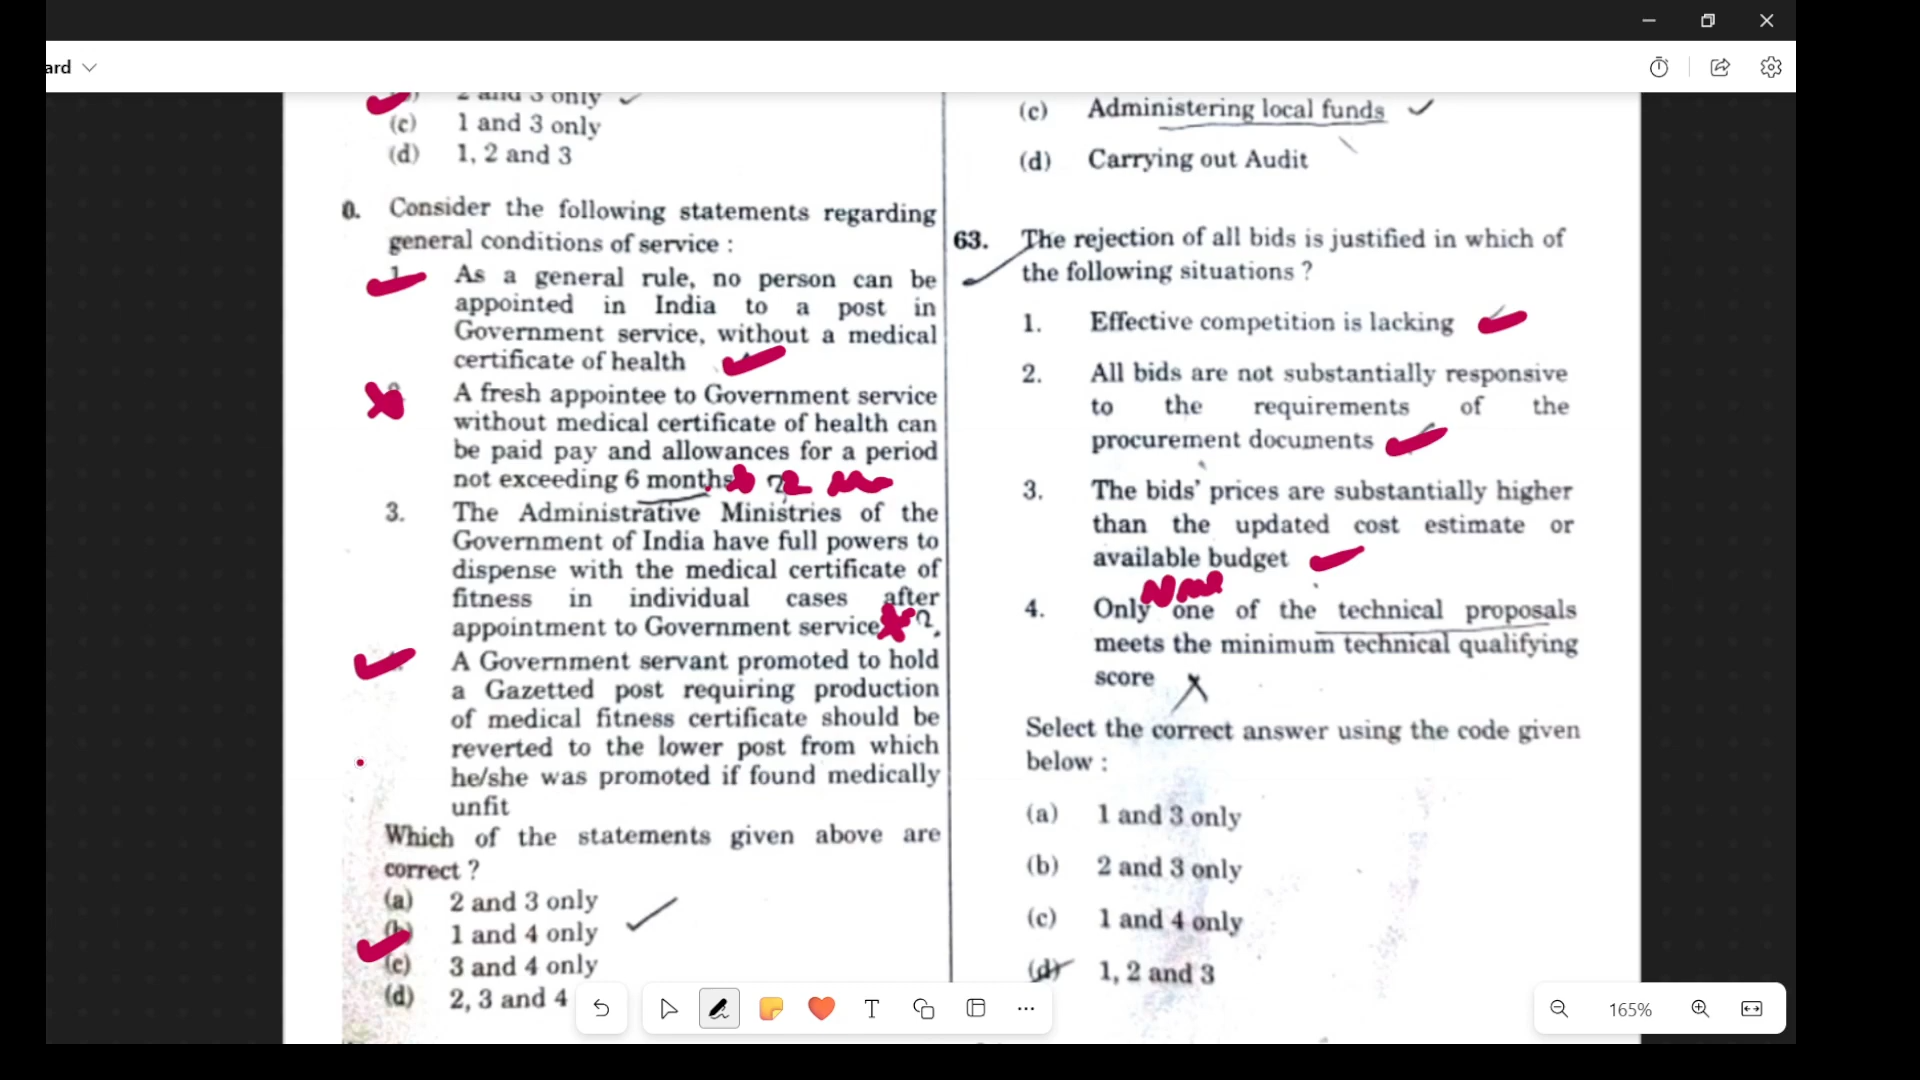 ard
2 and 3 only
(c) 1 and 3 only
(d) 1, 2 and 3
0. Consider the following statements regarding
general conditions of service :
1. As a general rule, no person can be
appointed in India to a post in
Government service, without a medical
certificate of health
A fresh appointee to Government service
without medical certificate of health can
be paid pay and allowances for a period
not exceeding 6 months
3. The Administrative Ministries of the
Government of India have full powers to
dispense with the medical certificate of
fitness in individual cases after
appointment to Government service
A Government servant promoted to hold
a Gazetted post requiring production
of medical fitness certificate should be
reverted to the lower post from which
he/she was promoted if found medically
unfit
Which of the statements given above are
correct ?
(a) 2 and 3 only
(b) 1 and 4 only
(c) 3 and 4 only
(d) 2, 3 and 4
(c) Administering local funds
(d) Carrying out Audit
63. The rejection of all bids is justified in which of
the following situations ?
1. Effective competition is lacking
2. All bids are not substantially responsive
to the requirements of the
procurement documents
3. The bids' prices are substantially higher
than the updated cost estimate or
available budget
4. Only one of the technical proposals
meets the minimum technical qualifying
score
Select the correct answer using the code given
below :
(a) 1 and 3 only
(b) 2 and 3 only
(c) 1 and 4 only
(d) 1, 2 and 3
T
165%